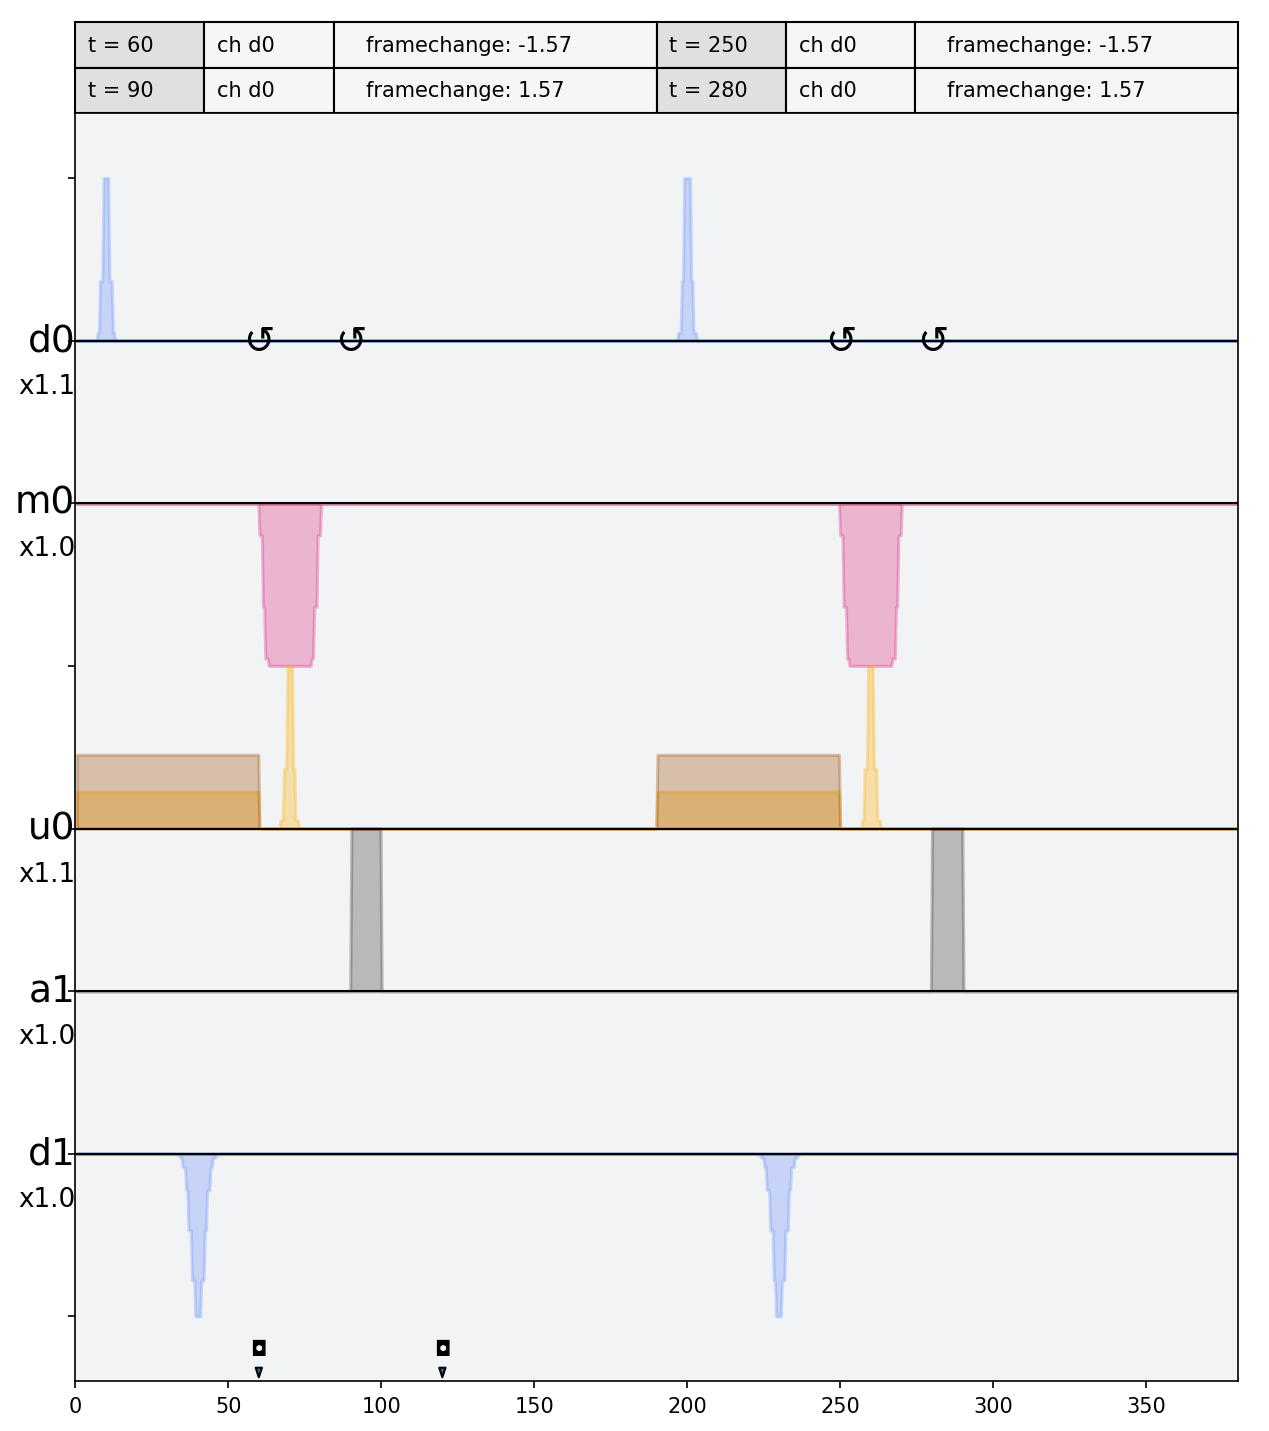 t = 60 ch d0 framechange: -1.57 t = 250 ch d0 framechange: -1.57
t = 90 ch d0 framechange: 1.57 t = 280 ch d0 framechange: 1.57
d0
x1.1
m0
x1.0
u0
x1.1
a1
x1.0
d1
x1.0
0 50 100 150 200 250 300 350